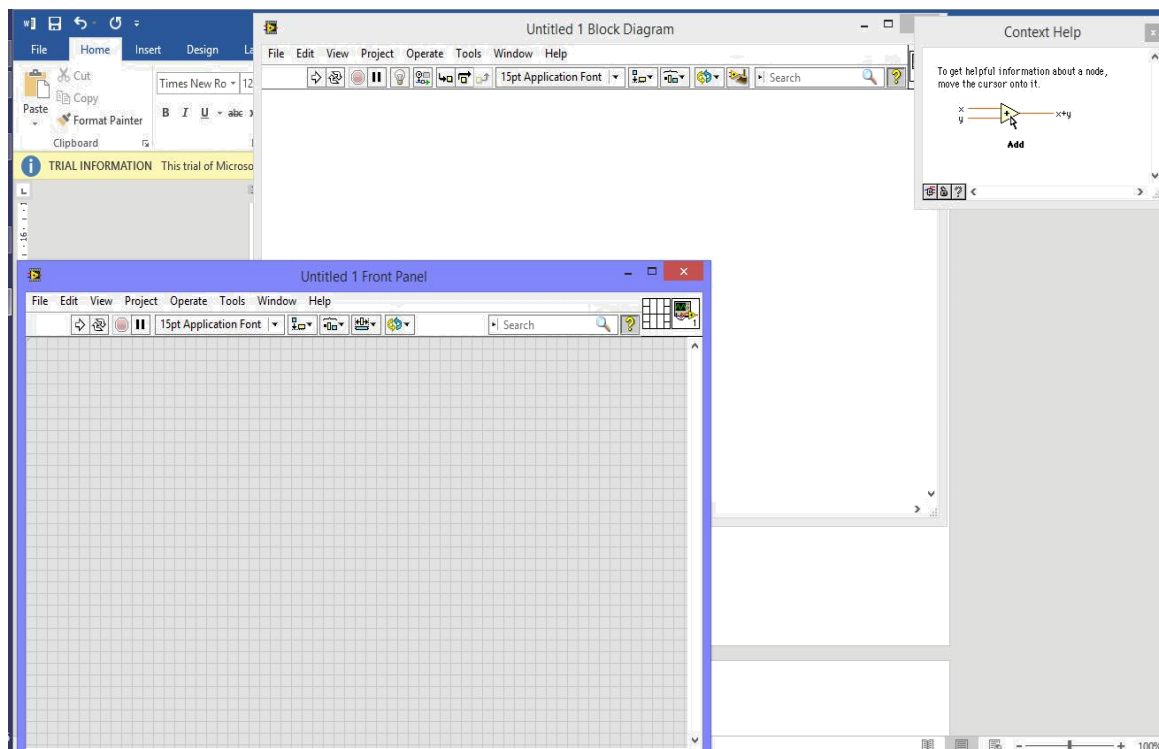 File Home Insert Design
Cut
Copy
Paste
Format Painter
Clipboard
Times New Ro 12
B I U abc
TRIAL INFORMATION This trial of Microso
L
16
Untitled 1 Block Diagram
File Edit View Project Operate Tools Window Help
15pt Application Font Search
Context Help
To get helpful information about a node,
move the cursor onto it.
x
y
x+y
Add
Untitled 1 Front Panel
File Edit View Project Operate Tools Window Help
15pt Application Font Search
1
100%